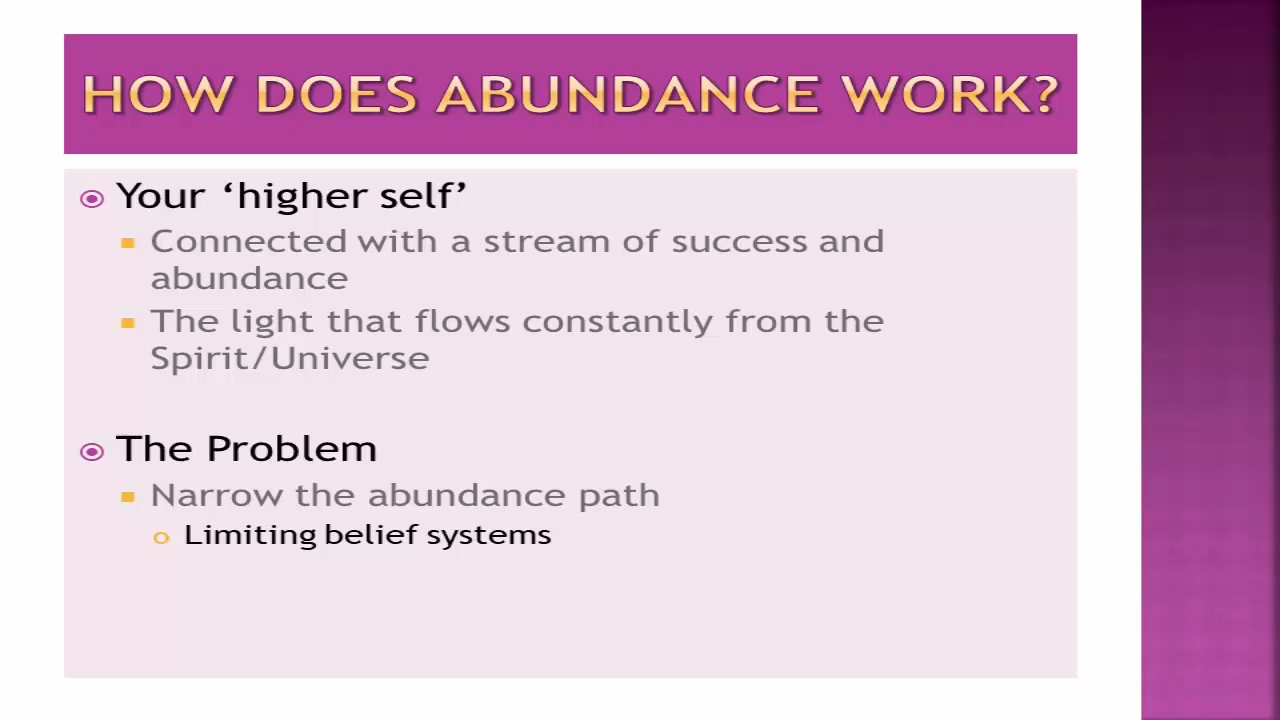 HOW DOES ABUNDANCE WORK?
Your ‘higher self’
Connected with a stream of success and
abundance
The light that flows constantly from the
Spirit/Universe
The Problem
Narrow the abundance path
Limiting belief systems